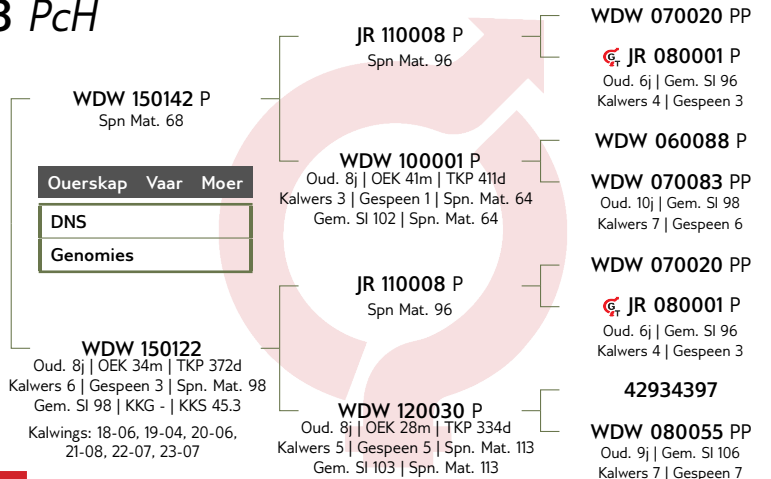 3 PcH
WDW 150142 P
Spn Mat. 68
Ouerskap Vaar Moer
DNS
Genomies
WDW 150122
Oud. 8j | OEK 34m | TKP 372d
Kalwers 6 | Gespeen 3 | Spn. Mat. 98
Gem. SI 98 | KKG - | KKS 45.3
Kalwings: 18-06, 19-04, 20-06,
21-08, 22-07, 23-07
JR 110008 P
Spn Mat. 96
WDW 100001 P
Oud. 8j | OEK 41m | TKP 411d
Kalwers 3 | Gespeen 1 | Spn. Mat. 64
Gem. SI 102 | Spn. Mat. 64
JR 110008 P
Spn Mat. 96
WDW 120030 P
Oud. 8j | OEK 28m | TKP 334d
Kalwers 5 | Gespeen 5 | Spn. Mat. 113
Gem. SI 103 | Spn. Mat. 113
WDW 070020 PP
GT JR 080001 P
Oud. 6j | Gem. SI 96
Kalwers 4 | Gespeen 3
WDW 060088 P
WDW 070083 PP
Oud. 10j | Gem. SI 98
Kalwers 7 | Gespeen 6
WDW 070020 PP
GT JR 080001 P
Oud. 6j | Gem. SI 96
Kalwers 4 | Gespeen 3
42934397
WDW 080055 PP
Oud. 9j | Gem. SI 106
Kalwers 7 | Gespeen 7